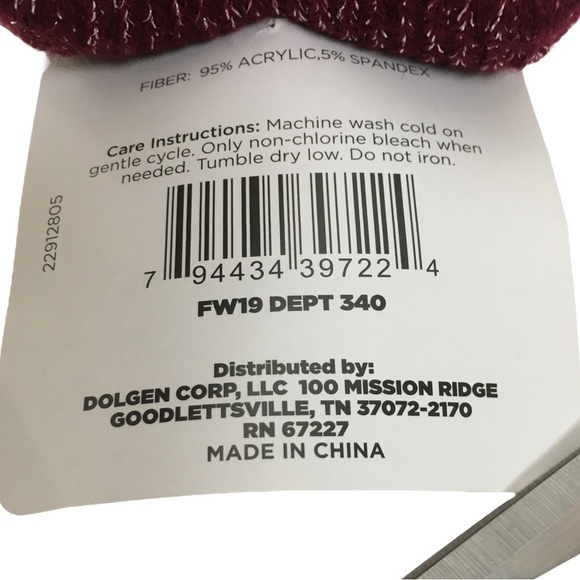 FIBER: 95% ACRYLIC,5% SPANDEX
Care Instructions: Machine wash cold on
gentle cycle. Only non-chlorine bleach when
needed. Tumble dry low. Do not iron.
22912805
7 94434 39722 4
FW19 DEPT 340
Distributed by:
DOLGEN CORP, LLC 100 MISSION RIDGE
GOODLETTSVILLE, TN 37072-2170
RN 67227
MADE IN CHINA